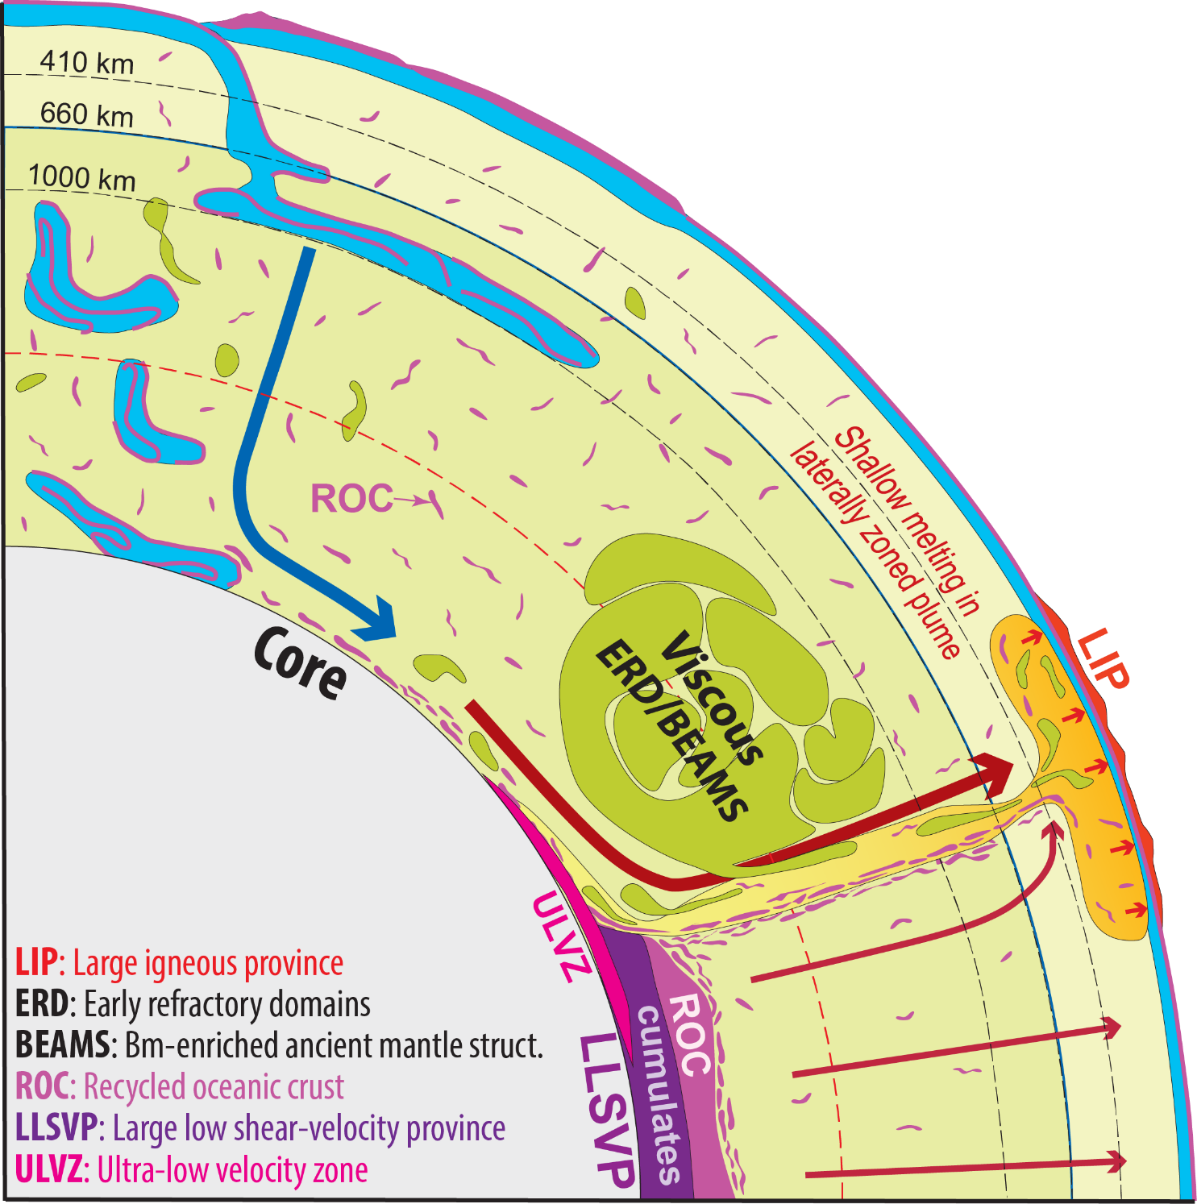 410 km
660 km
1000 km
Shallow melting in
laterally zoned plume
ROC
LIP
Viscous
ERD/BEAMS
Core
ULVZ
LLSVP
cumulates
ROC
LIP: Large igneous province
ERD: Early refractory domains
BEAMS: Bm-enriched ancient mantle struct.
ROC: Recycled oceanic crust
LLSVP: Large low shear-velocity province
ULVZ: Ultra-low velocity zone